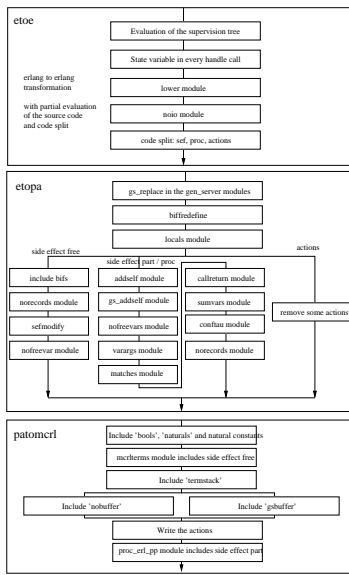 etoe
Evaluation of the supervision tree
State variable in every handle call
erlang to erlang
transformation
lower module
with partial evaluation
of the source code
and code split
noio module
code split: sef, proc, actions
etopa
gs_replace in the gen_server modules
biffredefine
locals module
side effect free
side effect part / proc
actions
include bifs
norecords module
sefmodify
nofreevar module
addself module
gs_addself module
nofreevars module
varargs module
matches module
callreturn module
sumvars module
conftau module
norecords module
remove some actions
patomcrl
Include 'bools', 'naturals' and natural constants
mcrlterms module includes side effect free
Include 'termstack'
Include 'nobuffer'
Include 'gsbuffer'
Write the actions
proc_erl_pp module includes side effect part